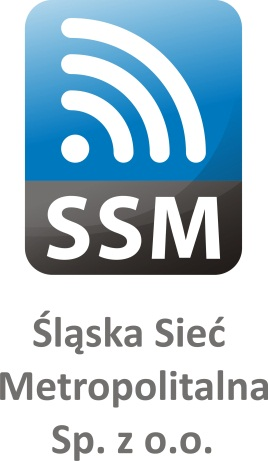 SSM
Śląska Sieć
Metropolitalna
Sp. z o.o.